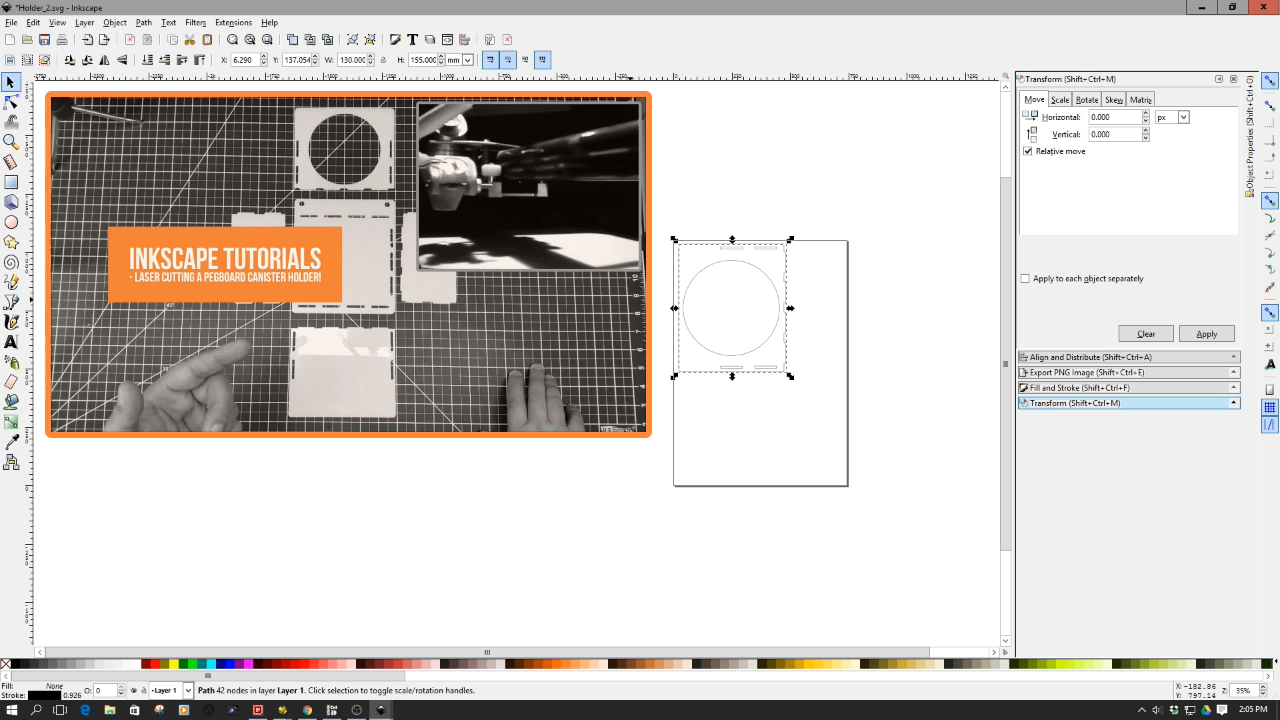 *Holder_2.svg - Inkscape
File Edit View Layer Object Path Text Filters Extensions Help
X: 6.290 Y: 137.054 W: 130.000 H: 155.000 mm
INKSCAPE TUTORIALS
- LASER CUTTING A PEGBOARD CANISTER HOLDER!
Transform (Shift+Ctrl+M)
Move Scale Rotate Skew Matrix
Horizontal: 0.000 px
Vertical: 0.000
Relative move
Apply to each object separately
Clear Apply
Align and Distribute (Shift+Ctrl+A)
Export PNG Image (Shift+Ctrl+E)
Fill and Stroke (Shift+Ctrl+F)
Transform (Shift+Ctrl+M)
Object Properties (Shift+Ctrl+
Fill: None
Stroke: 0.926
O: 0
Layer 1
Path 42 nodes in layer Layer 1. Click selection to toggle scale/rotation handles.
X: -182.86
Y: 797.14
Z: 35%
2:05 PM